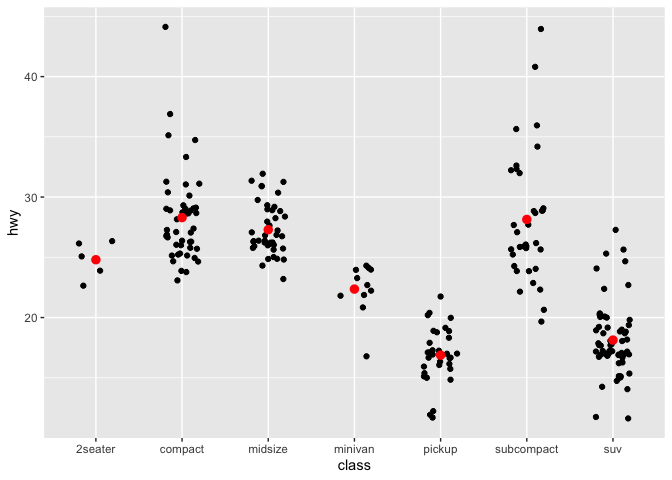 40
30
20
hwy
2seater compact midsize minivan pickup subcompact suv
class